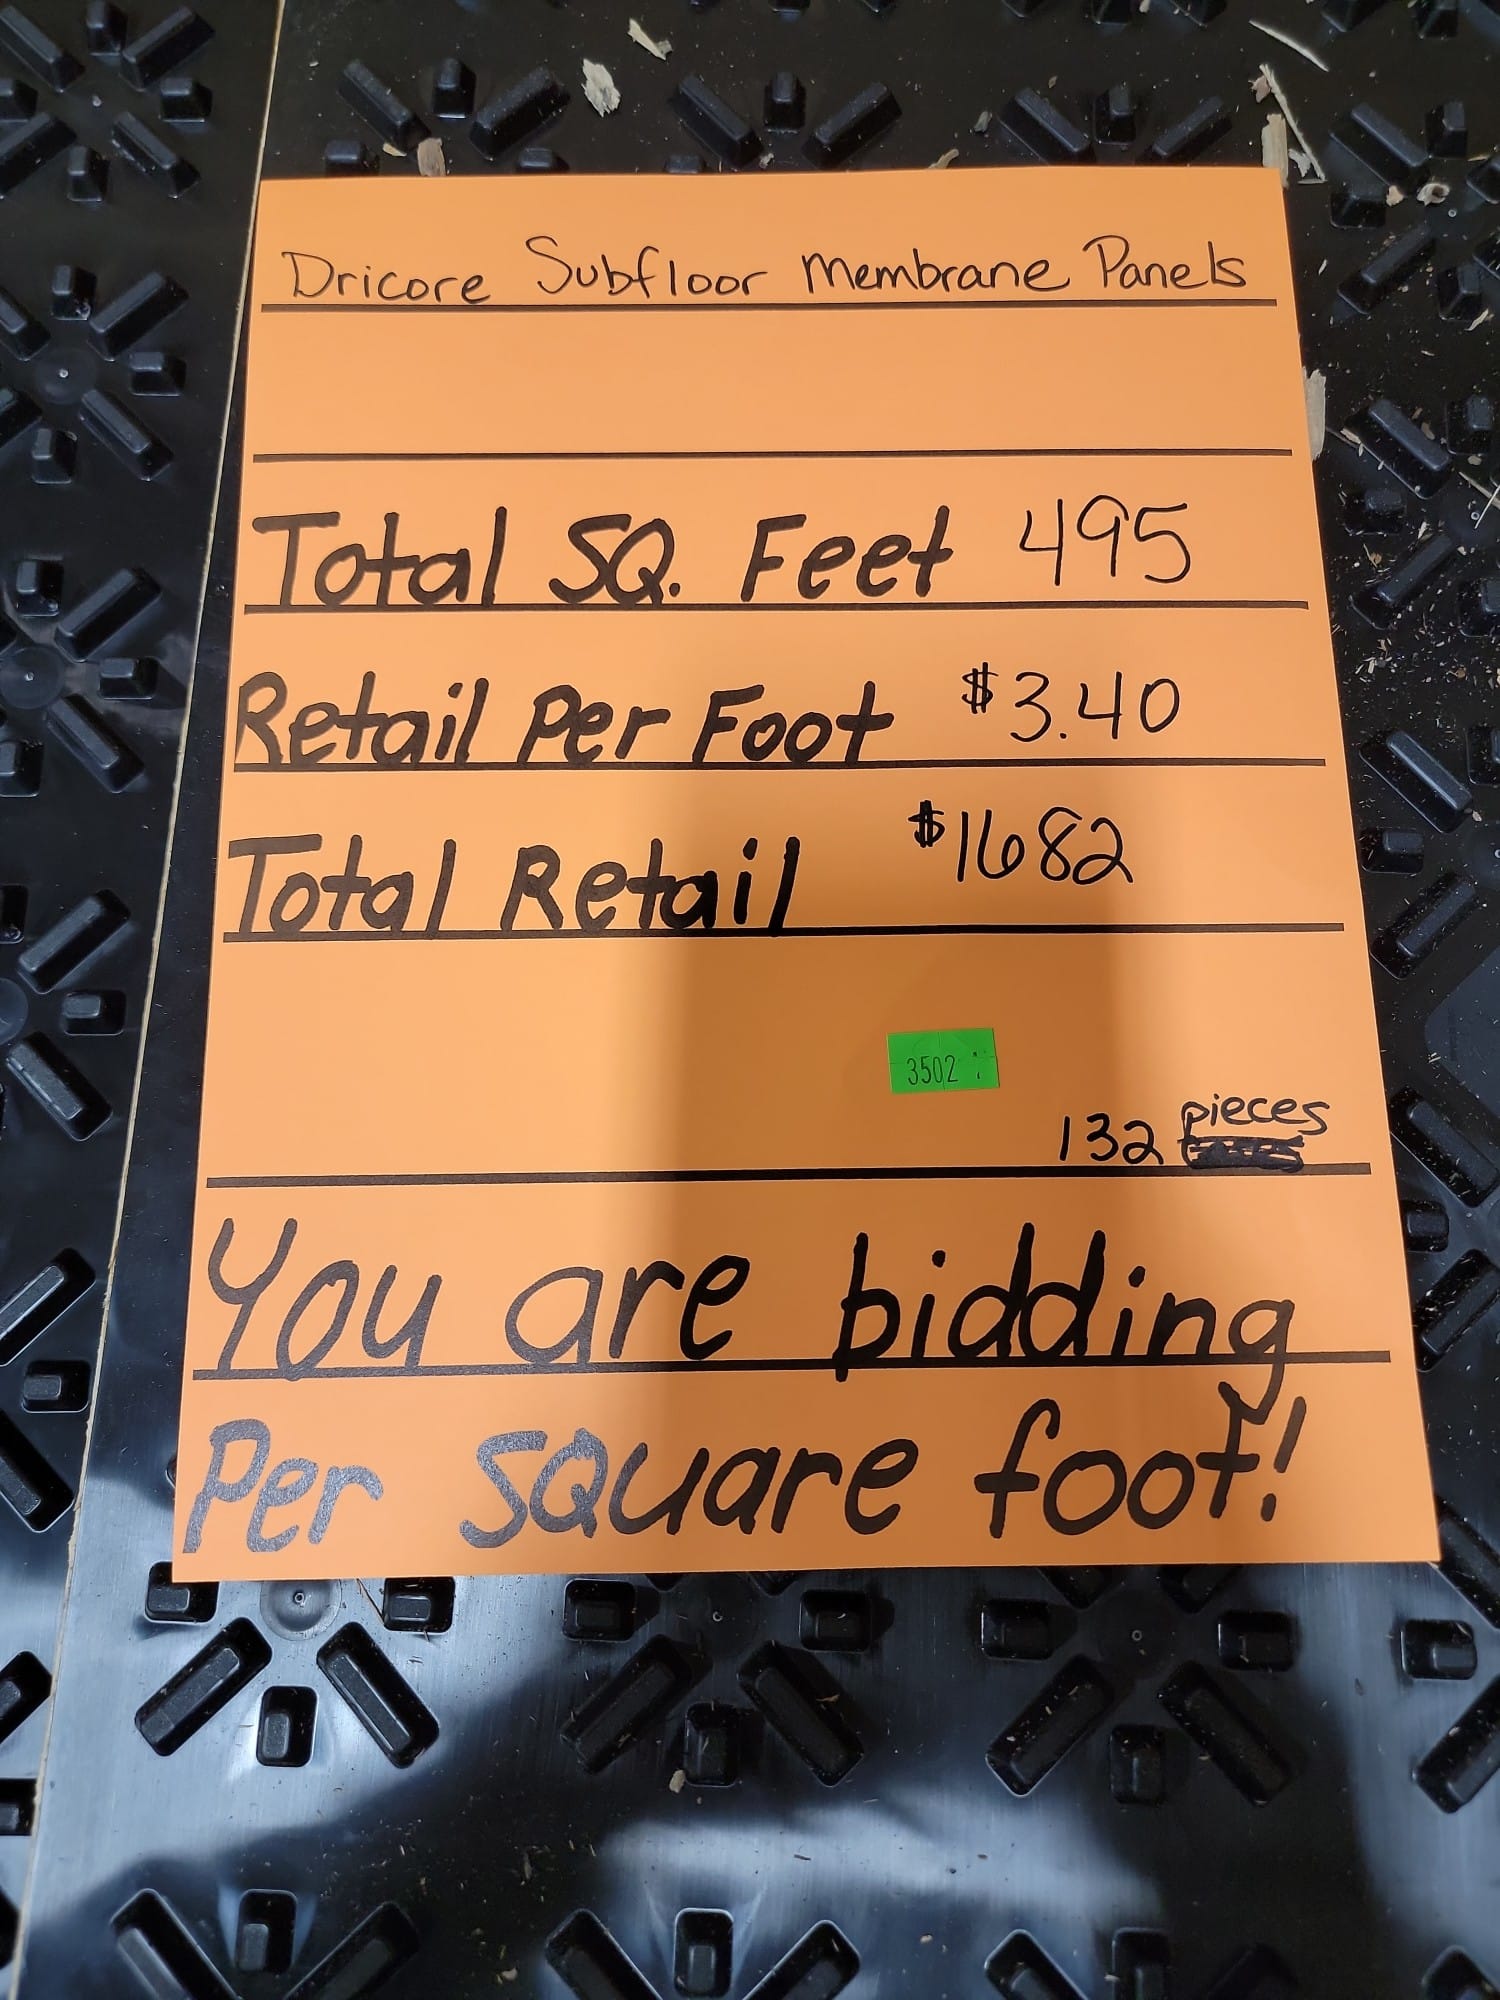 Dricore Subfloor Membrane Panels
Total SQ. Feet 495
Retail Per Foot $3.40
Total Retail $1682
3502
132 pieces
You are bidding
Per square foot!